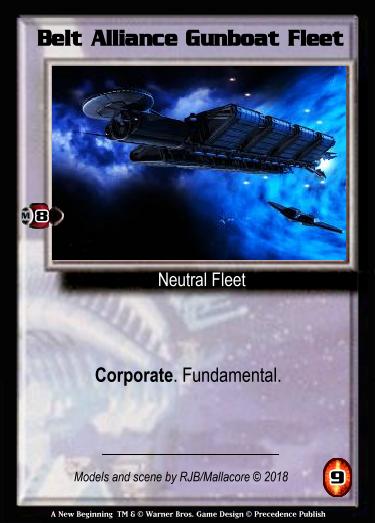 Belt Alliance Gunboat Fleet
M 8
Neutral Fleet
Corporate. Fundamental.
Models and scene by RJB/Mallacore © 2018
9
A New Beginning TM & © Warner Bros. Game Design © Precedence Publish